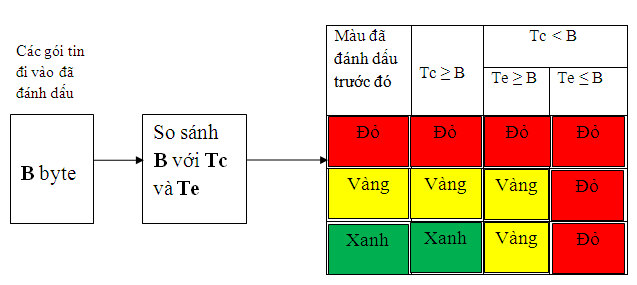 Các gói tin
đi vào đã
đánh dấu
B byte
So sánh
B với Tc
và Te
Màu đã
đánh dấu
trước đó
Tc ≥ B
Tc < B
Te ≥ B Te ≤ B
Đỏ Đỏ Đỏ Đỏ
Vàng Vàng Vàng Đỏ
Xanh Xanh Vàng Đỏ